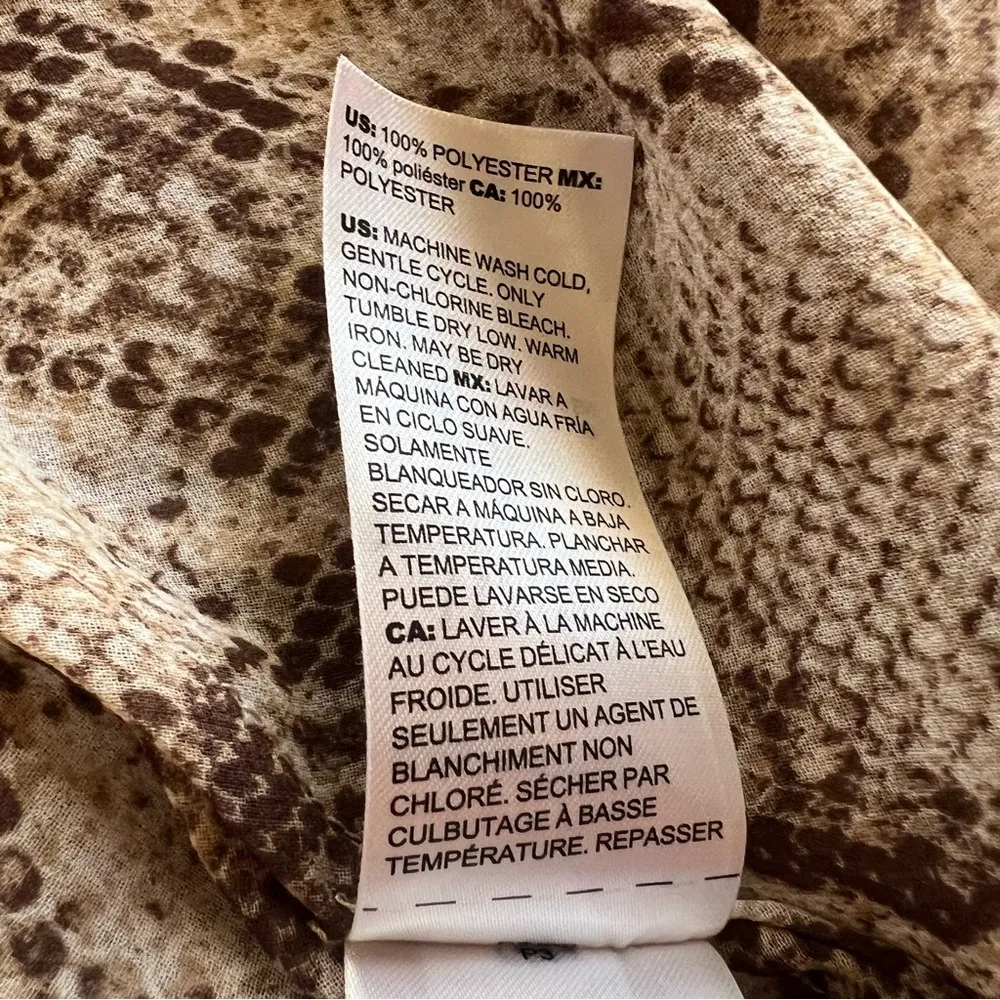 US: 100% POLYESTER MX:
100% poliéster CA: 100%
POLYESTER
US: MACHINE WASH COLD,
GENTLE CYCLE. ONLY
NON-CHLORINE BLEACH.
TUMBLE DRY LOW. WARM
IRON. MAY BE DRY
CLEANED MX: LAVAR A
MÁQUINA CON AGUA FRÍA
EN CICLO SUAVE.
SOLAMENTE
BLANQUEADOR SIN CLORO.
SECAR A MÁQUINA A BAJA
TEMPERATURA. PLANCHAR
A TEMPERATURA MEDIA.
PUEDE LAVARSE EN SECO
CA: LAVER À LA MACHINE
AU CYCLE DÉLICAT À L'EAU
FROIDE. UTILISER
SEULEMENT UN AGENT DE
BLANCHIMENT NON
CHLORÉ. SÉCHER PAR
CULBUTAGE À BASSE
TEMPÉRATURE. REPASSER